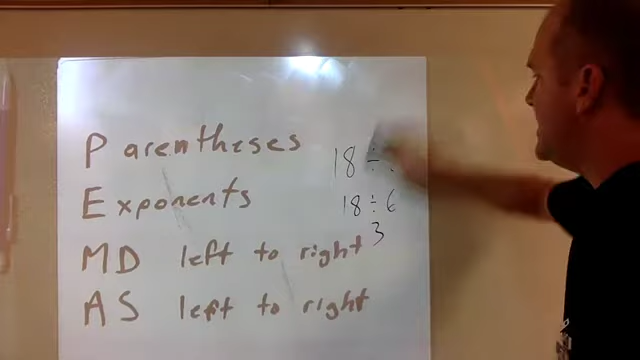 Parentheses
Exponents
MD left to right
AS left to right
18 ÷
18 ÷ 6
3